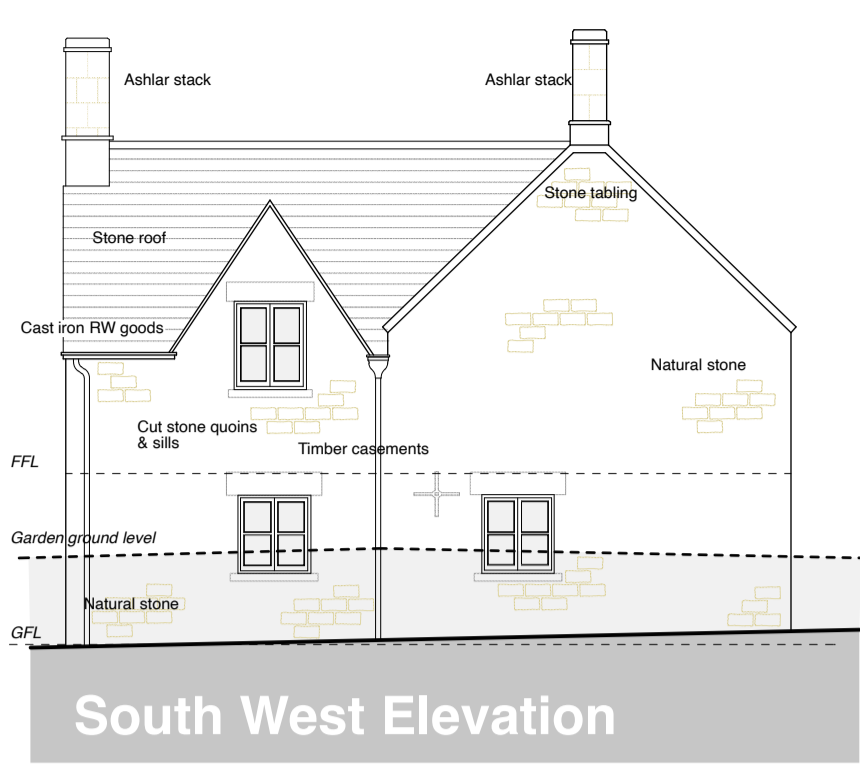 Ashlar stack
Ashlar stack
Stone tabling
Stone roof
Cast iron RW goods
Natural stone
Cut stone quoins
& sills
Timber casements
FFL
Garden ground level
Natural stone
GFL
South West Elevation